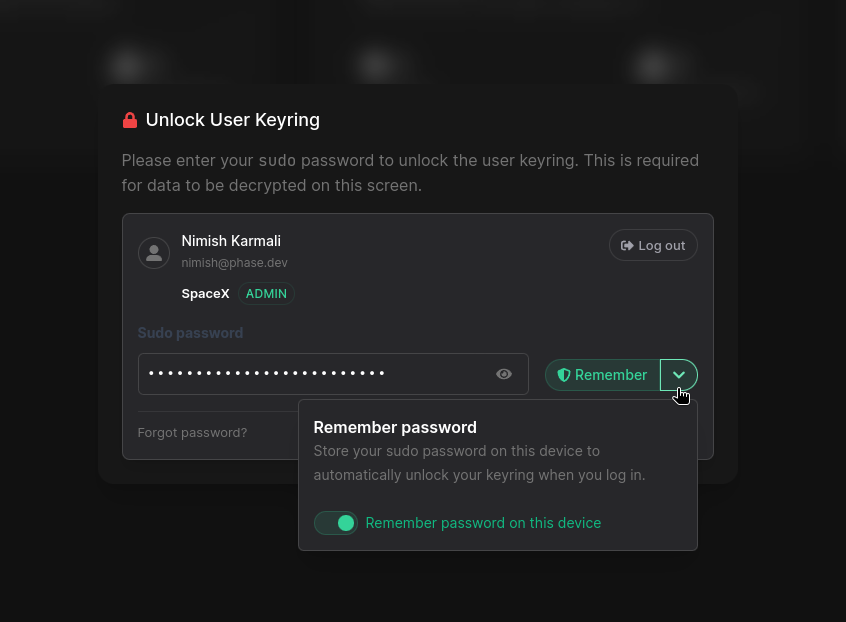 Unlock User Keyring
Please enter your sudo password to unlock the user keyring. This is required
for data to be decrypted on this screen.
Nimish Karmali
nimish@phase.dev
Log out
SpaceX ADMIN
Sudo password
••••••••••••••••••••••••• Remember
Forgot password?
Remember password
Store your sudo password on this device to
automatically unlock your keyring when you log in.
Remember password on this device